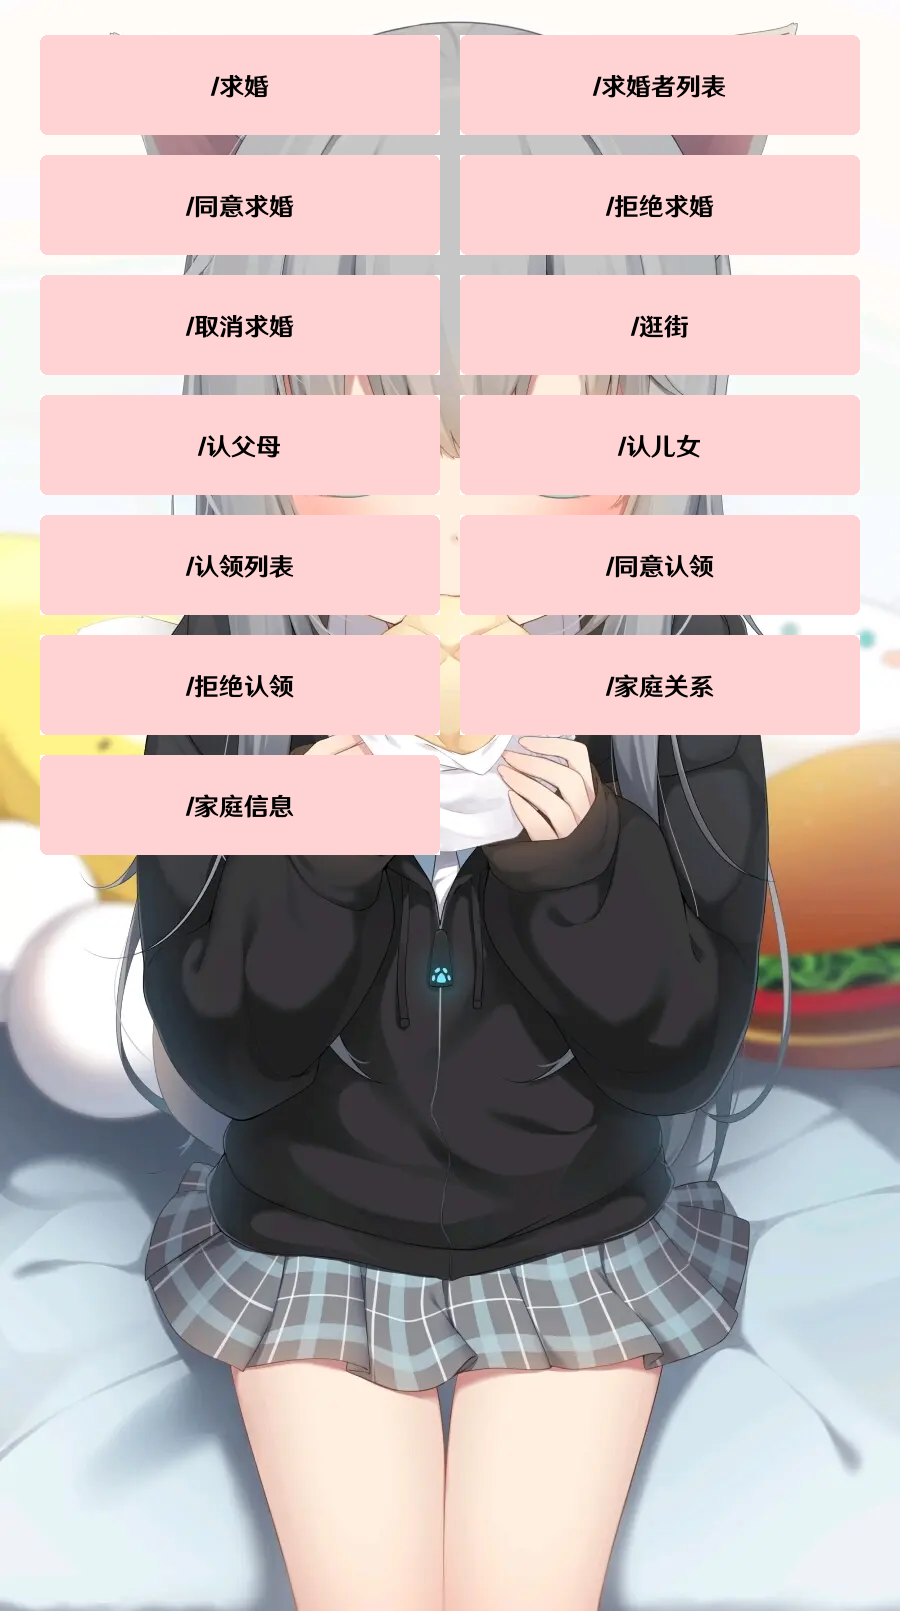 /求婚
/求婚者列表
/同意求婚
/拒绝求婚
/取消求婚
/逛街
/认父母
/认儿女
/认领列表
/同意认领
/拒绝认领
/家庭关系
/家庭信息